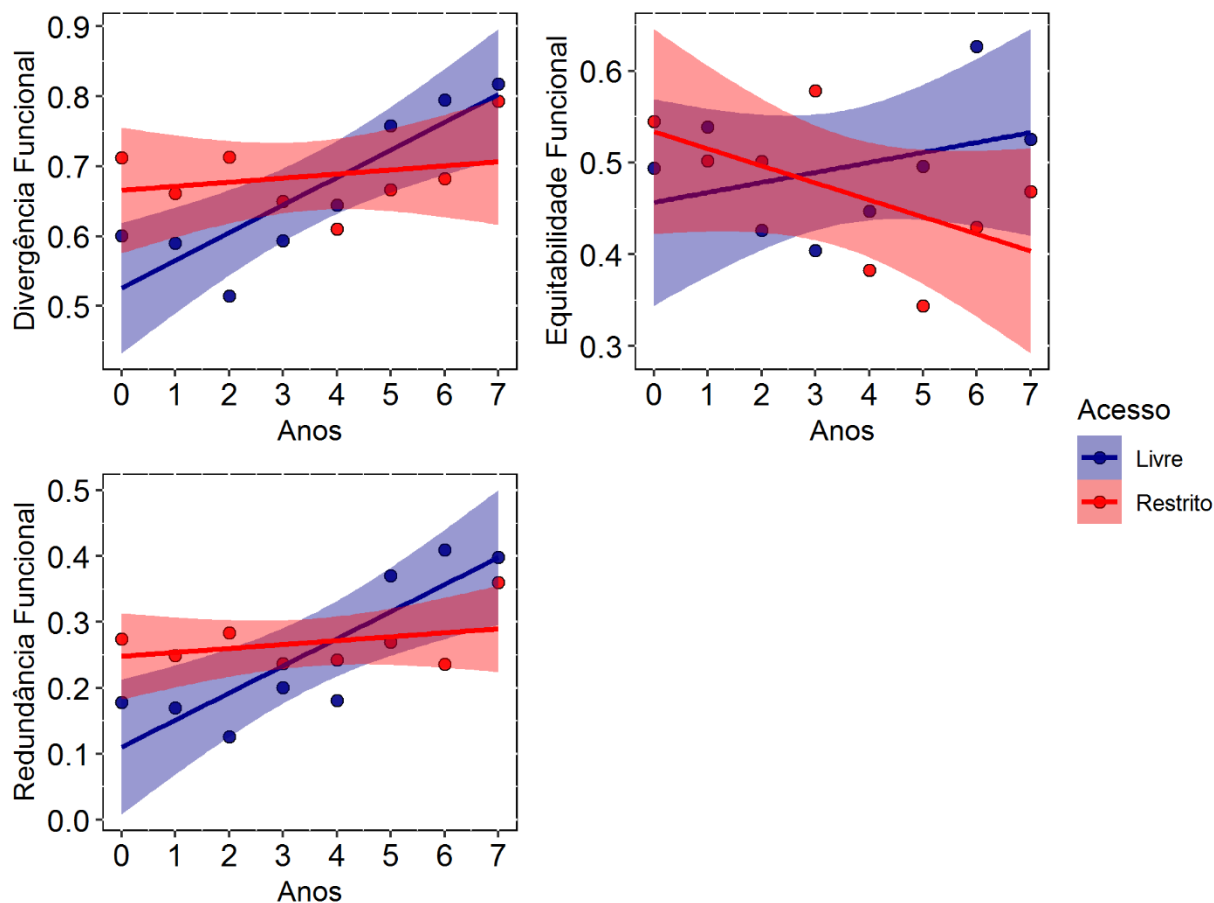 Divergência Funcional
0.9
0.8
0.7
0.6
0.5
0 1 2 3 4 5 6 7
Anos
Equitabilidade Funcional
0.6
0.5
0.4
0.3
0 1 2 3 4 5 6 7
Anos
Redundância Funcional
0.5
0.4
0.3
0.2
0.1
0.0
0 1 2 3 4 5 6 7
Anos
Acesso
Livre
Restrito